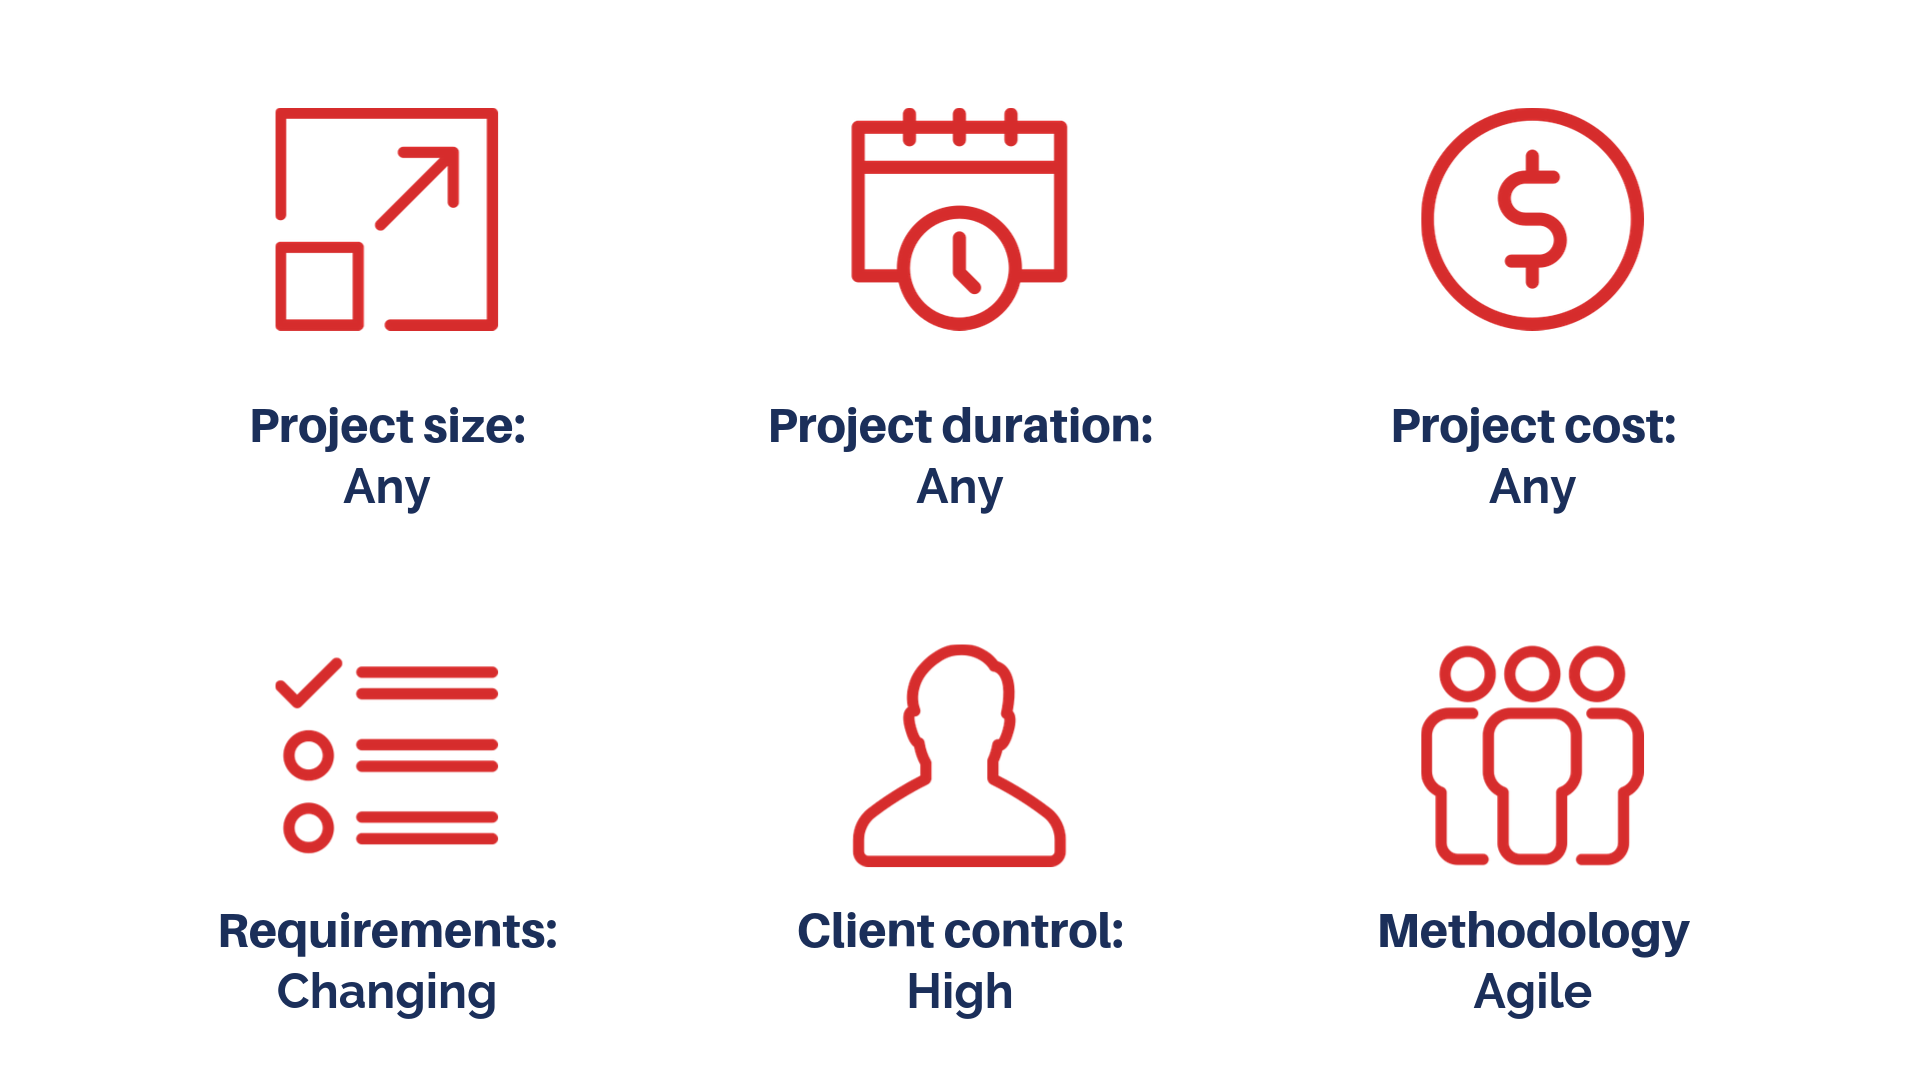 Project size:
Any
Project duration:
Any
Project cost:
Any
Requirements:
Changing
Client control:
High
Methodology
Agile